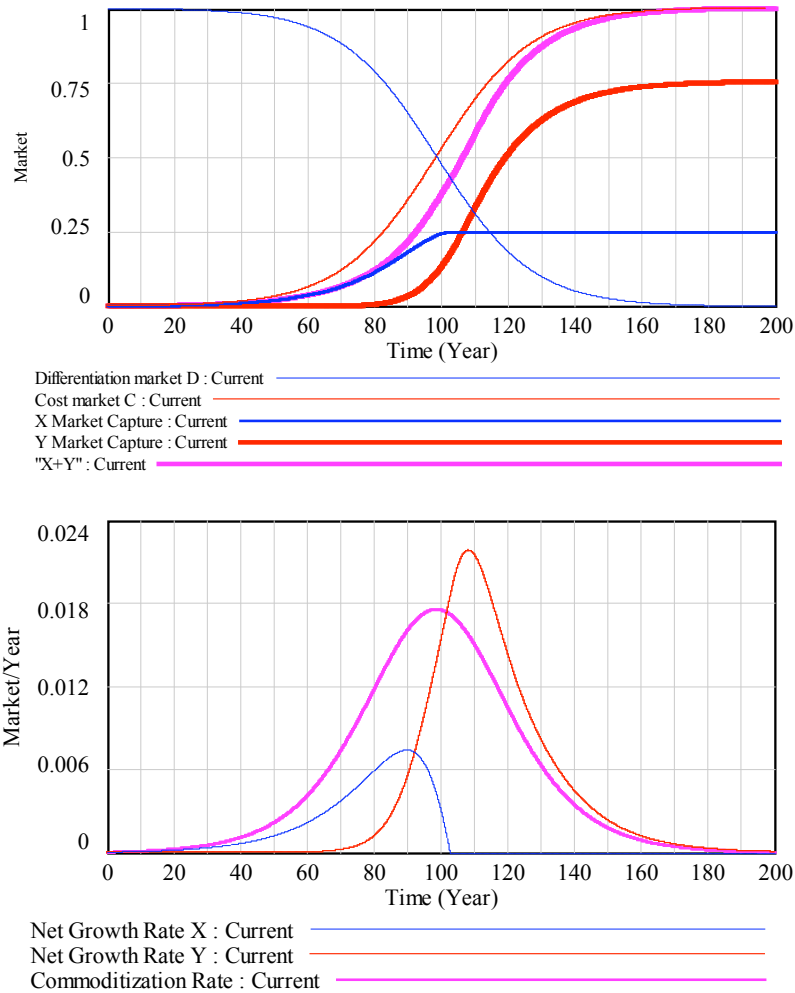 1
0.75
0.5
0.25
0
Market
0 20 40 60 80 100 120 140 160 180 200
Time (Year)
Differentiation market D : Current
Cost market C : Current
X Market Capture : Current
Y Market Capture : Current
"X+Y" : Current
0.024
0.018
0.012
0.006
0
Market/Year
0 20 40 60 80 100 120 140 160 180 200
Time (Year)
Net Growth Rate X : Current
Net Growth Rate Y : Current
Commoditization Rate : Current